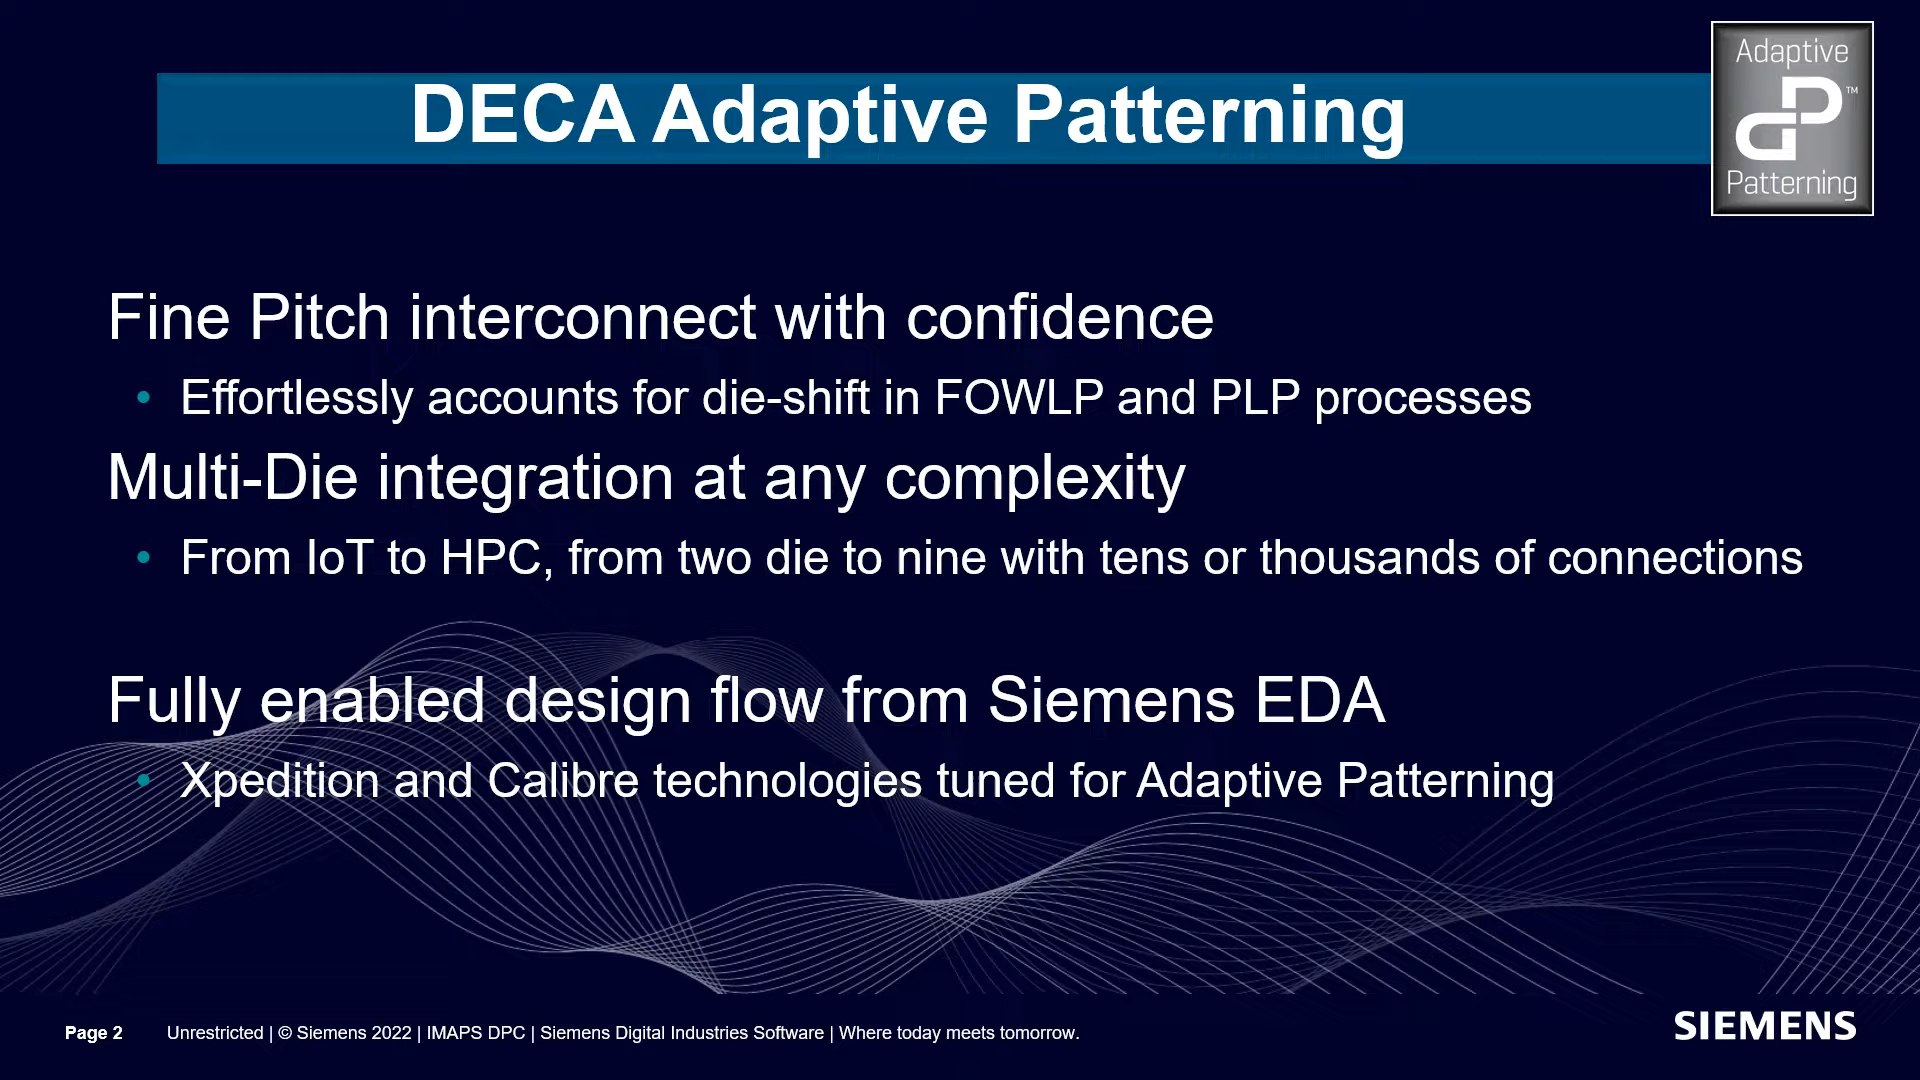 DECA Adaptive Patterning
Adaptive
™
Patterning
Fine Pitch interconnect with confidence
• Effortlessly accounts for die-shift in FOWLP and PLP processes
Multi-Die integration at any complexity
• From IoT to HPC, from two die to nine with tens or thousands of connections
Fully enabled design flow from Siemens EDA
• Xpedition and Calibre technologies tuned for Adaptive Patterning
Page 2 Unrestricted | © Siemens 2022 | IMAPS DPC | Siemens Digital Industries Software | Where today meets tomorrow.
SIEMENS